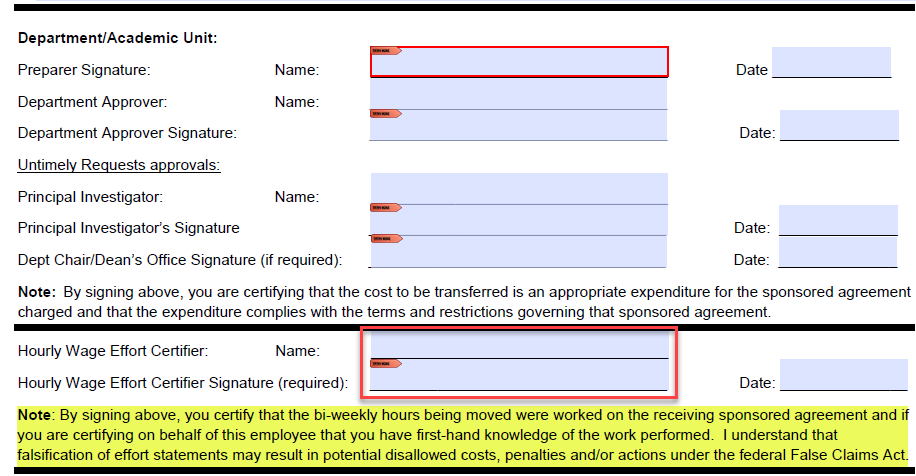 Department/Academic Unit:
Preparer Signature: Name: Date
Department Approver: Name:
Department Approver Signature: Date:
Untimely Requests approvals:
Principal Investigator: Name:
Principal Investigator's Signature Date:
Dept Chair/Dean's Office Signature (if required): Date:
Note: By signing above, you are certifying that the cost to be transferred is an appropriate expenditure for the sponsored agreement
charged and that the expenditure complies with the terms and restrictions governing that sponsored agreement.
Hourly Wage Effort Certifier: Name:
Hourly Wage Effort Certifier Signature (required): Date:
Note: By signing above, you certify that the bi-weekly hours being moved were worked on the receiving sponsored agreement and if
you are certifying on behalf of this employee that you have first-hand knowledge of the work performed. I understand that
falsification of effort statements may result in potential disallowed costs, penalties and/or actions under the federal False Claims Act.